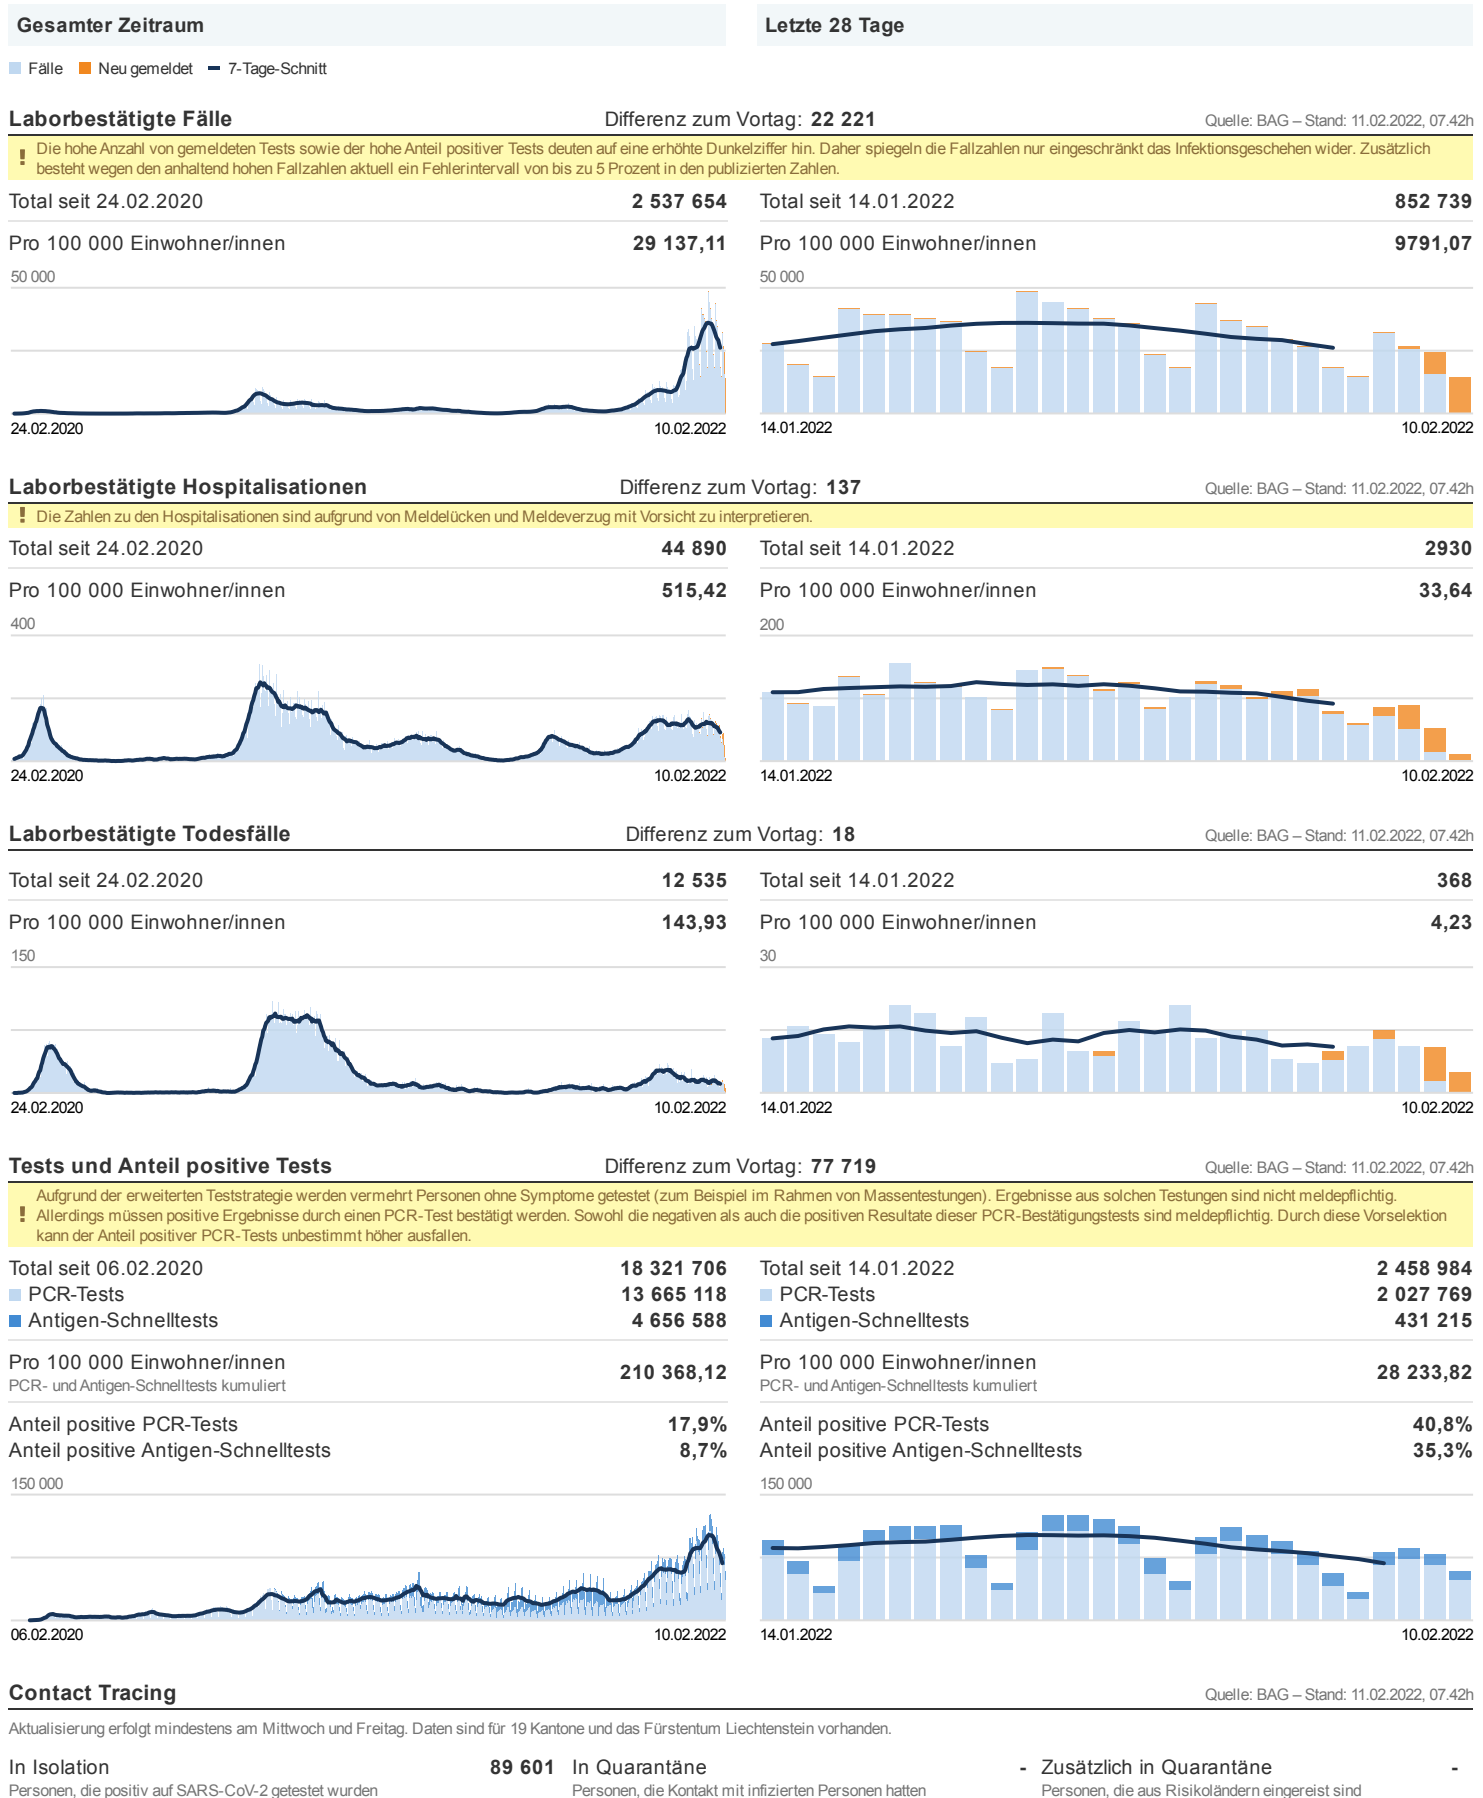 Gesamter Zeitraum
Letzte 28 Tage
Fälle Neu gemeldet 7-Tage-Schnitt
Laborbestätigte Fälle Differenz zum Vortag: 22 221 Quelle: BAG – Stand: 11.02.2022, 07.42h
! Die hohe Anzahl von gemeldeten Tests sowie der hohe Anteil positiver Tests deuten auf eine erhöhte Dunkelziffer hin. Daher spiegeln die Fallzahlen nur eingeschränkt das Infektionsgeschehen wider. Zusätzlich
besteht wegen den anhaltend hohen Fallzahlen aktuell ein Fehlerintervall von bis zu 5 Prozent in den publizierten Zahlen.
Total seit 24.02.2020 2 537 654 Total seit 14.01.2022 852 739
Pro 100 000 Einwohner/innen 29 137,11 Pro 100 000 Einwohner/innen 9791,07
50 000 50 000
24.02.2020 10.02.2022 14.01.2022 10.02.2022
Laborbestätigte Hospitalisationen Differenz zum Vortag: 137 Quelle: BAG – Stand: 11.02.2022, 07.42h
! Die Zahlen zu den Hospitalisationen sind aufgrund von Meldelücken und Meldeverzug mit Vorsicht zu interpretieren.
Total seit 24.02.2020 44 890 Total seit 14.01.2022 2930
Pro 100 000 Einwohner/innen 515,42 Pro 100 000 Einwohner/innen 33,64
400 200
24.02.2020 10.02.2022 14.01.2022 10.02.2022
Laborbestätigte Todesfälle Differenz zum Vortag: 18 Quelle: BAG – Stand: 11.02.2022, 07.42h
Total seit 24.02.2020 12 535 Total seit 14.01.2022 368
Pro 100 000 Einwohner/innen 143,93 Pro 100 000 Einwohner/innen 4,23
150 30
24.02.2020 10.02.2022 14.01.2022 10.02.2022
Tests und Anteil positive Tests Differenz zum Vortag: 77 719 Quelle: BAG – Stand: 11.02.2022, 07.42h
Aufgrund der erweiterten Teststrategie werden vermehrt Personen ohne Symptome getestet (zum Beispiel im Rahmen von Massentestungen). Ergebnisse aus solchen Testungen sind nicht meldepflichtig.
! Allerdings müssen positive Ergebnisse durch einen PCR-Test bestätigt werden. Sowohl die negativen als auch die positiven Resultate dieser PCR-Bestätigungstests sind meldepflichtig. Durch diese Vorselektion
kann der Anteil positiver PCR-Tests unbestimmt höher ausfallen.
Total seit 06.02.2020 18 321 706 Total seit 14.01.2022 2 458 984
PCR-Tests 13 665 118 PCR-Tests 2 027 769
Antigen-Schnelltests 4 656 588 Antigen-Schnelltests 431 215
Pro 100 000 Einwohner/innen 210 368,12 Pro 100 000 Einwohner/innen 28 233,82
PCR- und Antigen-Schnelltests kumuliert PCR- und Antigen-Schnelltests kumuliert
Anteil positive PCR-Tests 17,9% Anteil positive PCR-Tests 40,8%
Anteil positive Antigen-Schnelltests 8,7% Anteil positive Antigen-Schnelltests 35,3%
150 000 150 000
06.02.2020 10.02.2022 14.01.2022 10.02.2022
Contact Tracing Quelle: BAG – Stand: 11.02.2022, 07.42h
Aktualisierung erfolgt mindestens am Mittwoch und Freitag. Daten sind für 19 Kantone und das Fürstentum Liechtenstein vorhanden.
In Isolation 89 601 In Quarantäne - Zusätzlich in Quarantäne -
Personen, die positiv auf SARS-CoV-2 getestet wurden Personen, die Kontakt mit infizierten Personen hatten Personen, die aus Risikoländern eingereist sind